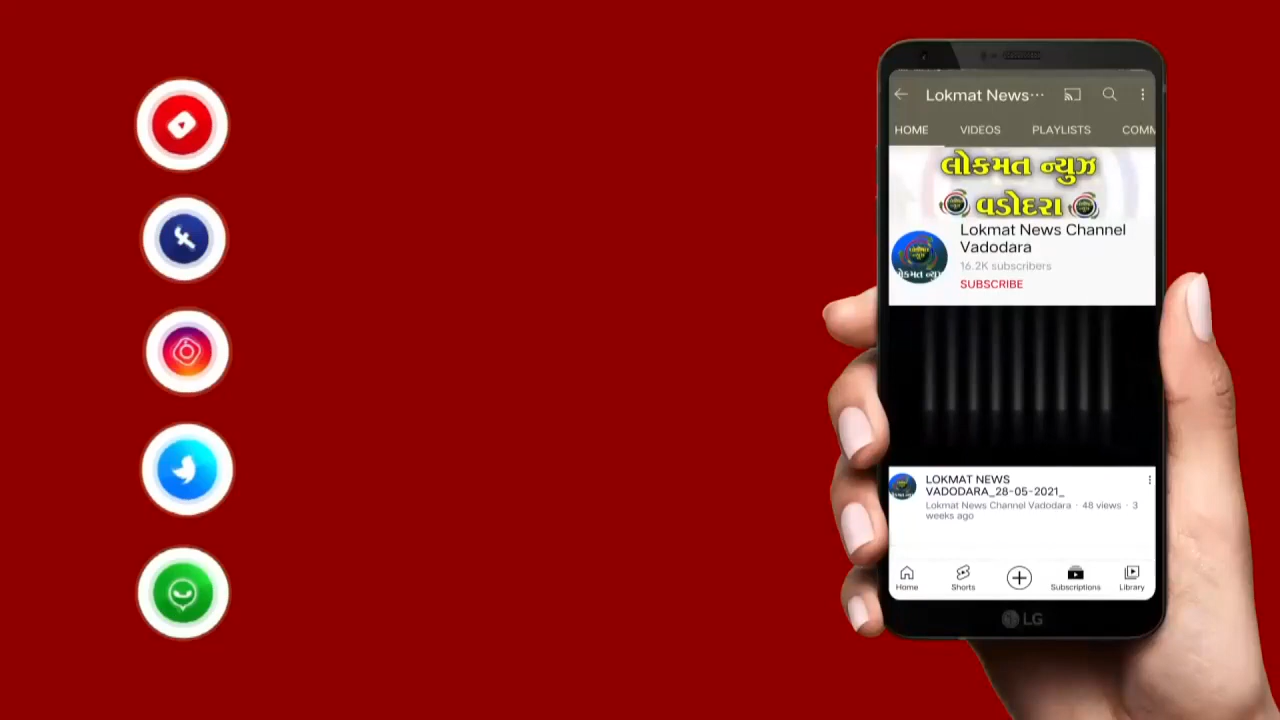 Lokmat News...
HOME VIDEOS PLAYLISTS COMM
લોકમત ન્યુઝ
વડોદરા
Lokmat News Channel
Vadodara
16.2K subscribers
SUBSCRIBE
LOKMAT NEWS
VADODARA_28-05-2021_
Lokmat News Channel Vadodara · 48 views · 3
weeks ago
Home Shorts Subscriptions Library
LG